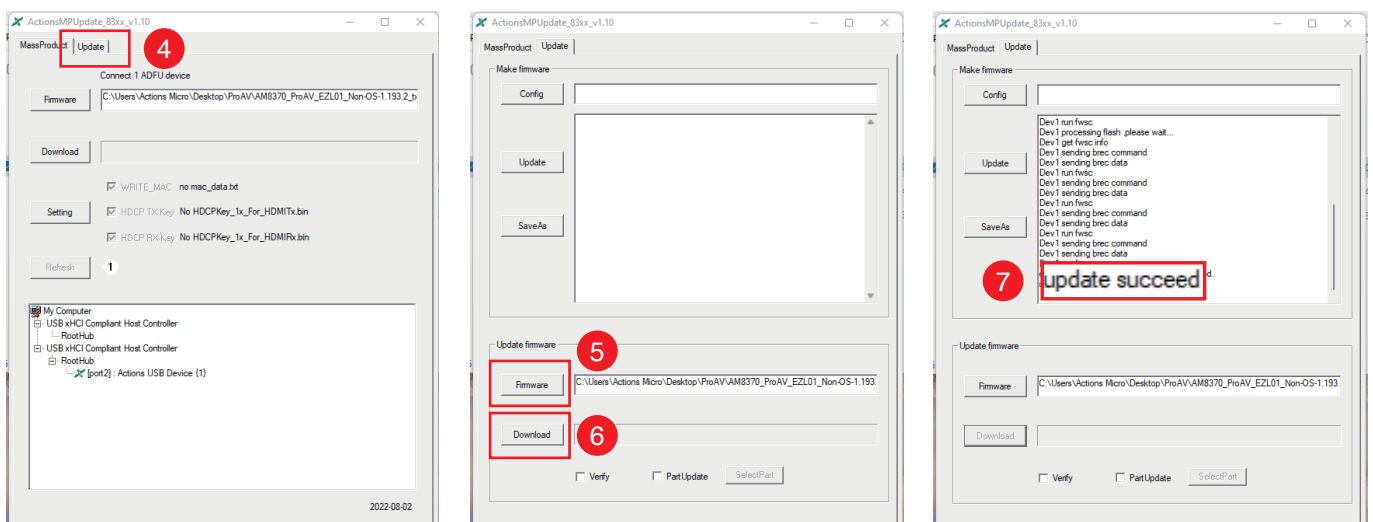 ActionsMPUpdate_83xx_v1.10
MassProduct Update
4
Connect 1 ADFU device
Firmware C:\Users\Actions Micro\Desktop\ProAV\AM8370_ProAV_EZL01_Non-OS-1.193.2_t
Download
WRITE_MAC no mac_data.txt
Setting HDCP TX Key No HDCPKey_1x_For_HDMITx.bin
HDCP RX Key No HDCPKey_1x_For_HDMIRx.bin
Refresh 1
My Computer
USB xHCI Compliant Host Controller
RootHub
USB xHCI Compliant Host Controller
RootHub
[port2] : Actions USB Device {1}
2022-08-02
ActionsMPUpdate_83xx_v1.10
MassProduct Update
Make firmware
Config
Update
SaveAs
Update firmware
5
Firmware C:\Users\Actions Micro\Desktop\ProAV\AM8370_ProAV_EZL01_Non-OS-1.193.
Download 6
Verify PartUpdate SelectPart
ActionsMPUpdate_83xx_v1.10
MassProduct Update
Make firmware
Config
Dev1 run fwsc
Dev1 processing flash ,please wait...
Dev1 get fwsc info
Dev1 sending brec command
Update Dev1 sending brec data
Dev1 run fwsc
Dev1 sending brec command
Dev1 sending brec data
Dev1 run fwsc
Dev1 sending brec command
SaveAs Dev1 sending brec data
Dev1 run fwsc
Dev1 sending brec command
Dev1 sending brec data
7 update succeed
Update firmware
Firmware C:\Users\Actions Micro\Desktop\ProAV\AM8370_ProAV_EZL01_Non-OS-1.193.
Download
Verify PartUpdate SelectPart